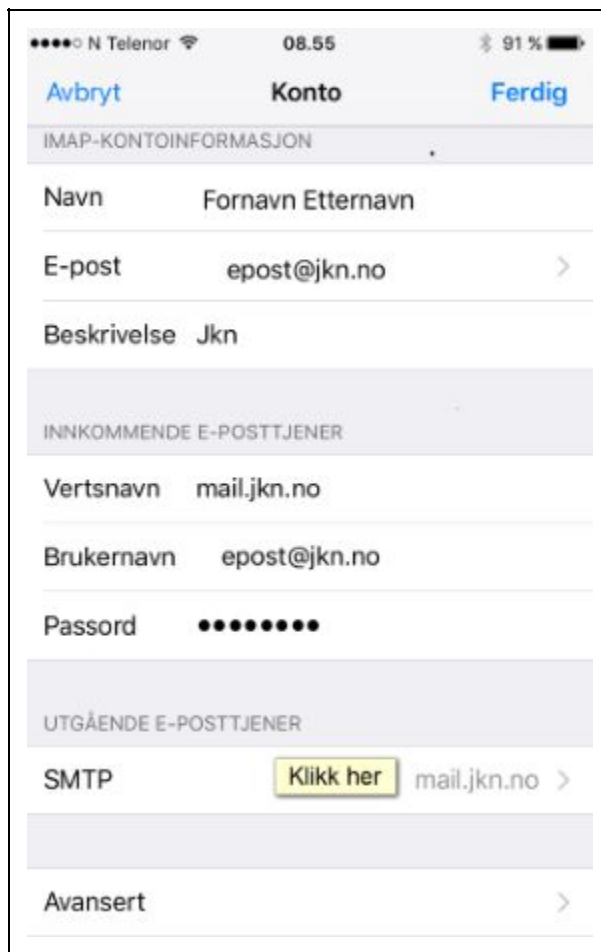 N Telenor 08.55 91 %
Avbryt Konto Ferdig
IMAP-KONTOINFORMASJON
Navn Fornavn Etternavn
E-post epost@jkn.no
Beskrivelse Jkn
INNKOMMENDE E-POSTTJENER
Vertsnavn mail.jkn.no
Brukernavn epost@jkn.no
Passord ••••••••
UTGÅENDE E-POSTTJENER
SMTP Klikk her mail.jkn.no
Avansert